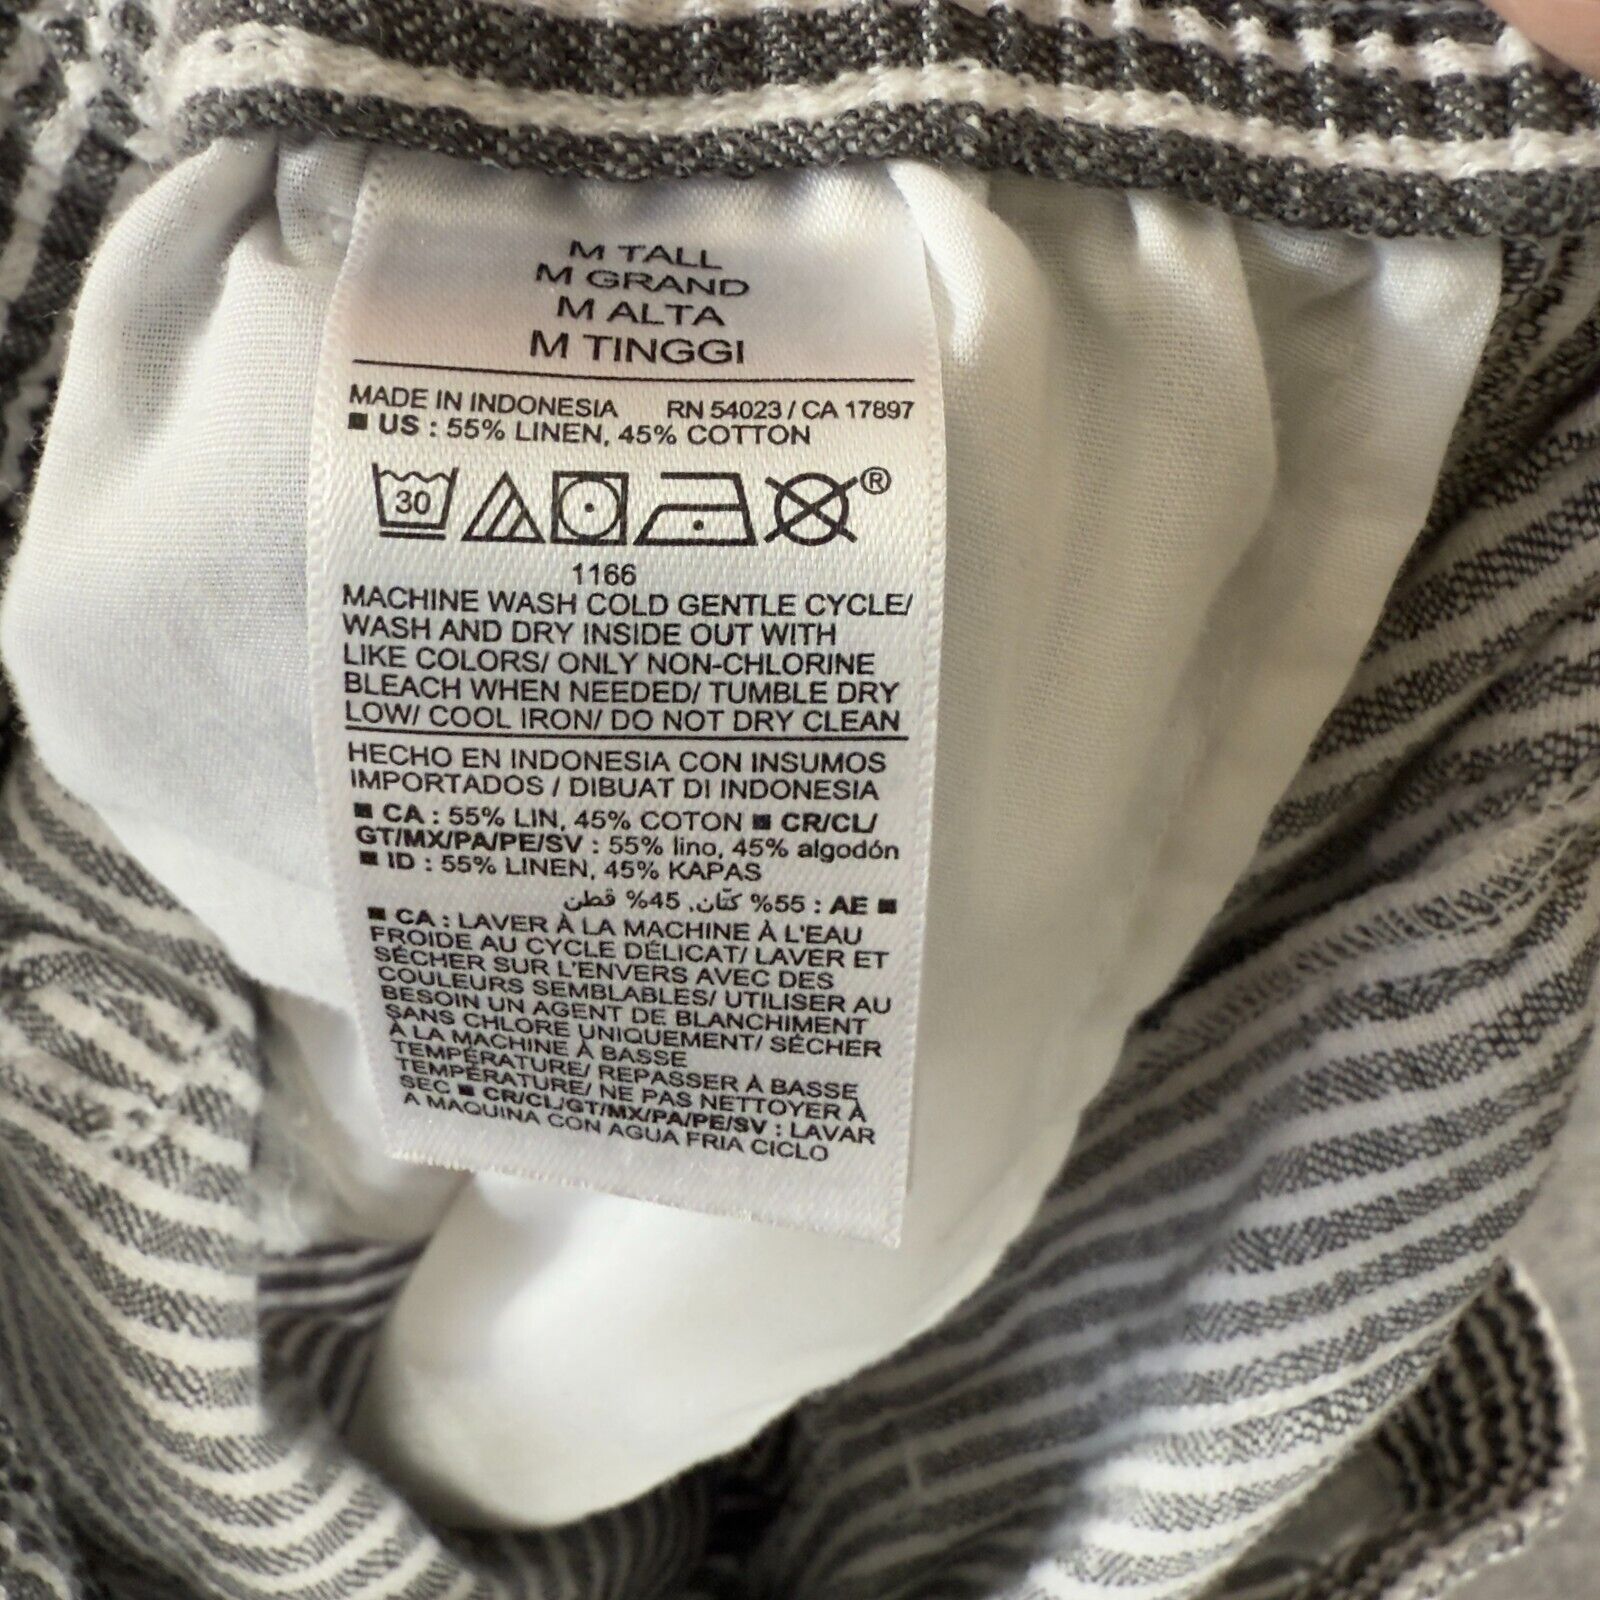 M TALL
M GRAND
M ALTA
M TINGGI
MADE IN INDONESIA RN 54023 / CA 17897
■ US : 55% LINEN, 45% COTTON
30 ®
1166
MACHINE WASH COLD GENTLE CYCLE/
WASH AND DRY INSIDE OUT WITH
LIKE COLORS/ ONLY NON-CHLORINE
BLEACH WHEN NEEDED/ TUMBLE DRY
LOW/ COOL IRON/ DO NOT DRY CLEAN
HECHO EN INDONESIA CON INSUMOS
IMPORTADOS / DIBUAT DI INDONESIA
■ CA : 55% LIN, 45% COTON ■ CR/CL/
GT/MX/PA/PE/SV : 55% lino, 45% algodón
■ ID : 55% LINEN, 45% KAPAS
■ AE : 55% كتّان, 45% قطن
■ CA : LAVER À LA MACHINE À L'EAU
FROIDE AU CYCLE DÉLICAT/ LAVER ET
SÉCHER SUR L'ENVERS AVEC DES
COULEURS SEMBLABLES/ UTILISER AU
BESOIN UN AGENT DE BLANCHIMENT
SANS CHLORE UNIQUEMENT/ SÉCHER
À LA MACHINE À BASSE
TEMPÉRATURE/ REPASSER À BASSE
TEMPÉRATURE/ NE PAS NETTOYER À
SEC ■ CR/CL/GT/MX/PA/PE/SV : LAVAR
A MAQUINA CON AGUA FRIA CICLO